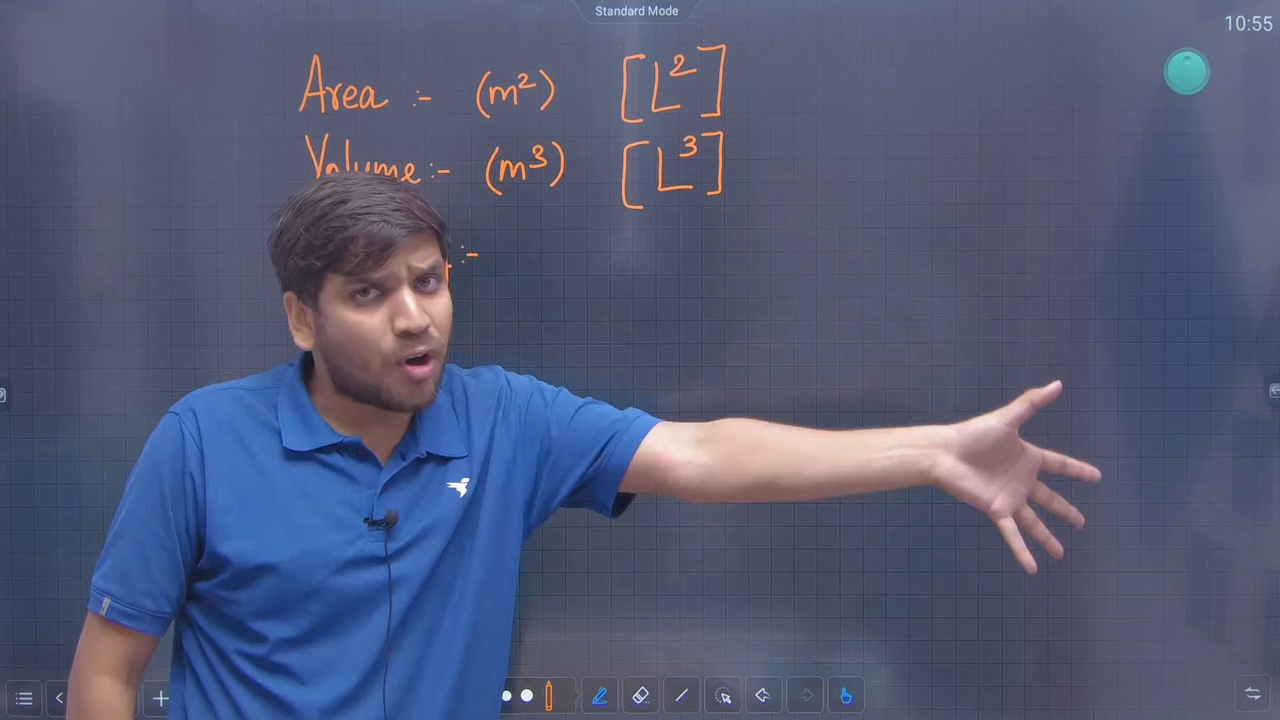 Standard Mode
10:55
Area :- (m²) [L²]
Volume :- (m³) [L³]
:-